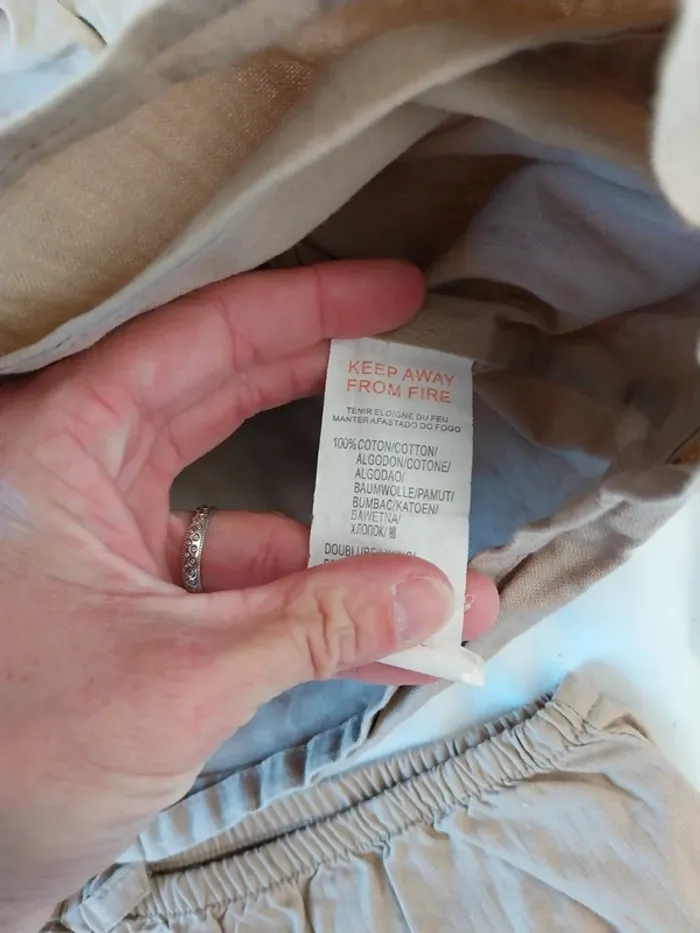 KEEP AWAY
FROM FIRE
TENIR ELOIGNE DU FEU
MANTER AFASTADO DO FOGO
100% COTON/COTTON/
ALGODON/COTONE/
ALGODAO/
BAUMWOLLE/PAMUT/
BUMBAC/KATOEN/
BAWETNA/
ХЛОПОК/棉